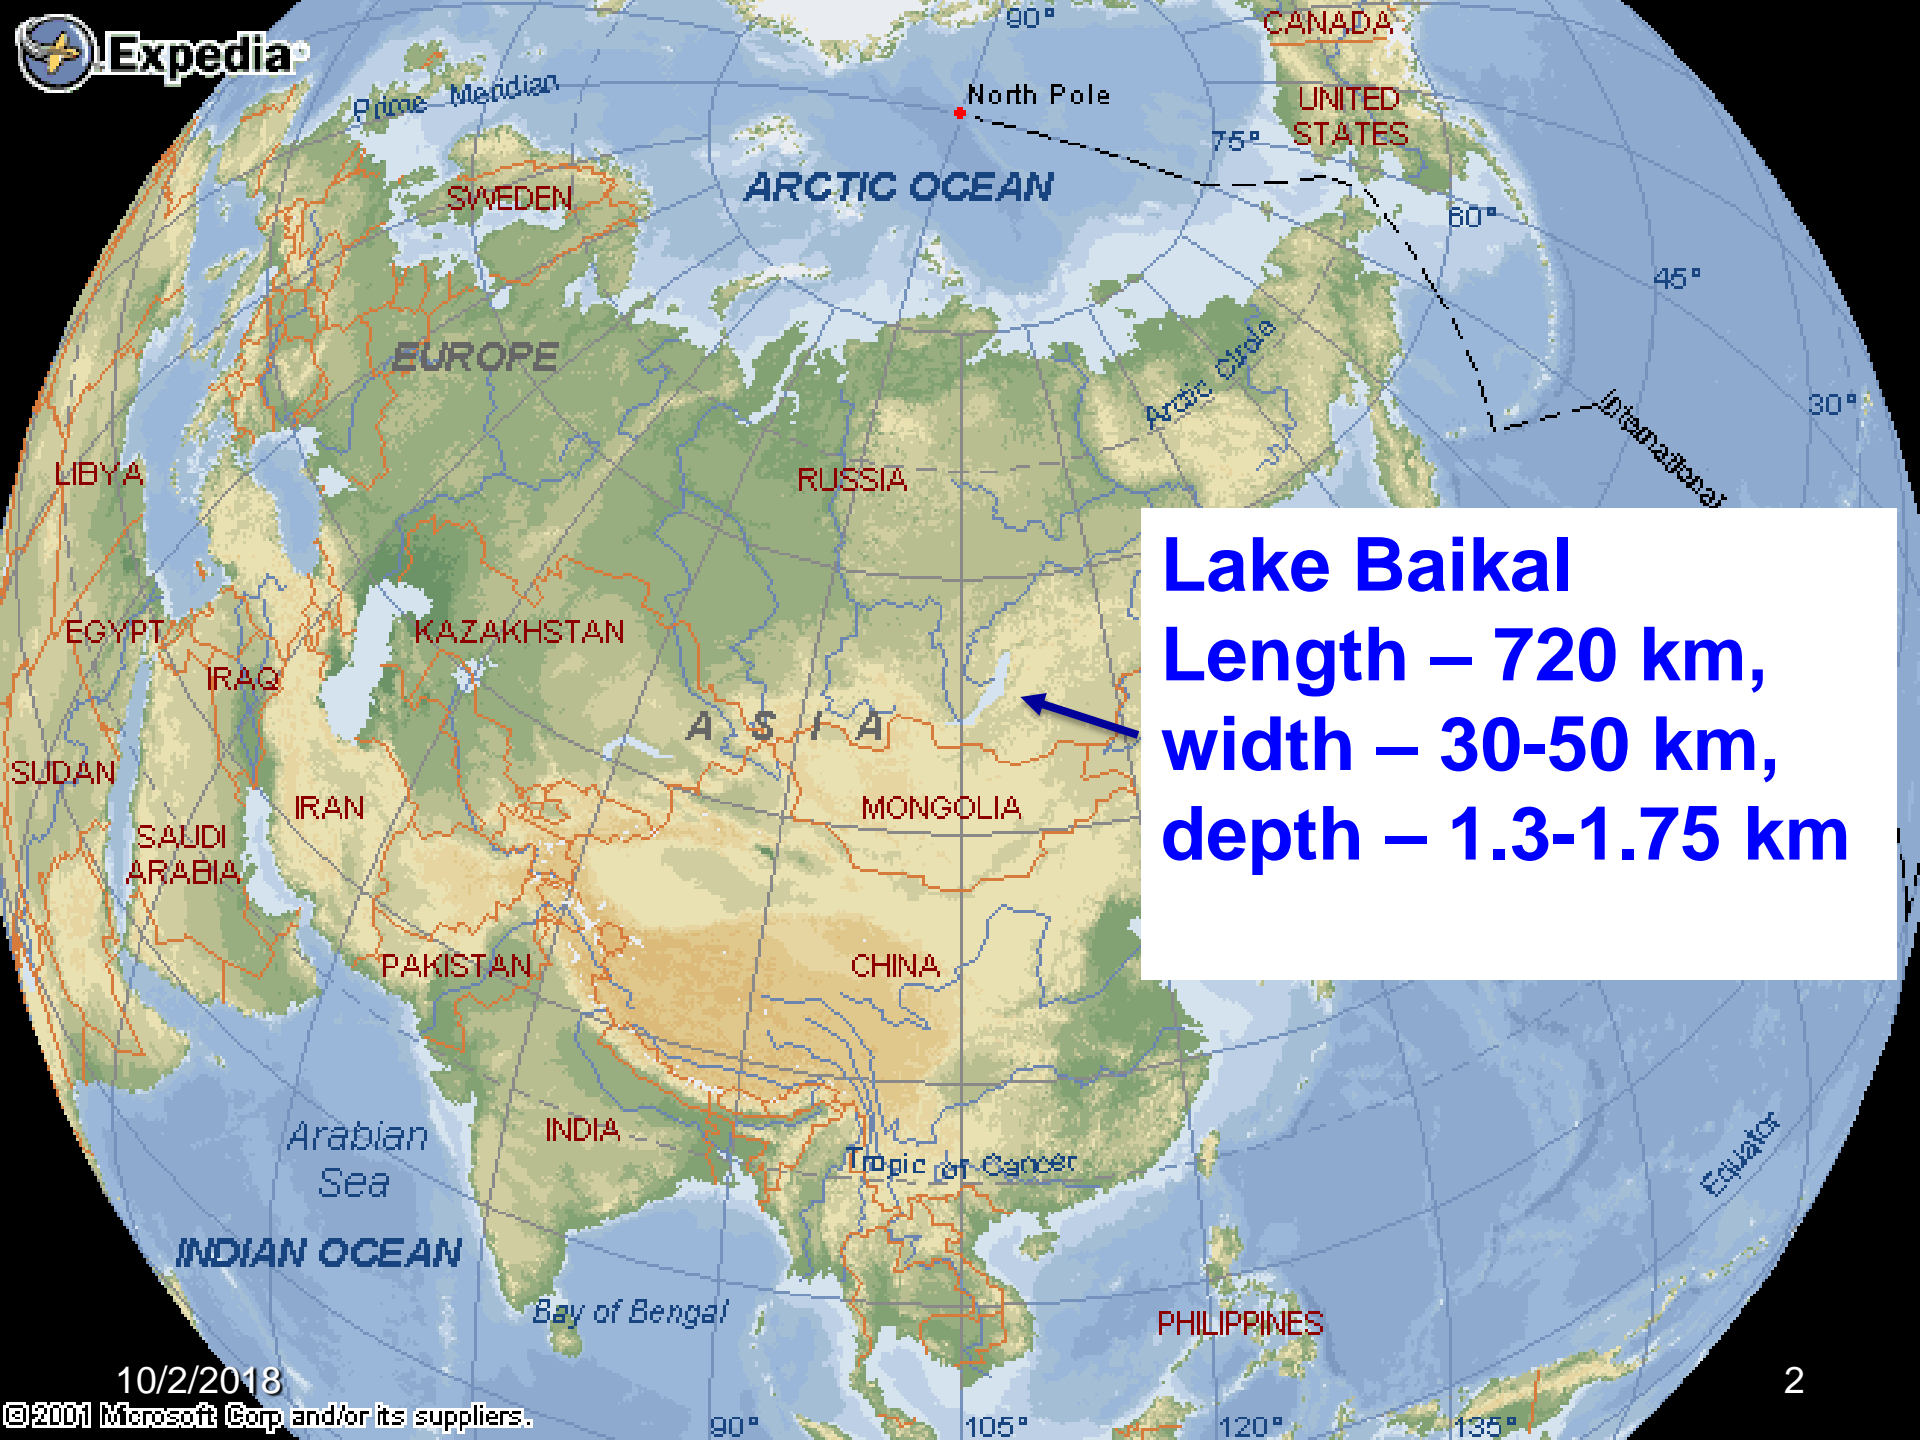 Expedia
90°
CANADA
Prime Meridian
North Pole
UNITED
STATES
75°
ARCTIC OCEAN
SWEDEN
60°
45°
EUROPE
Arctic Circle
30°
International
LIBYA
RUSSIA
Lake Baikal
Length – 720 km,
width – 30-50 km,
depth – 1.3-1.75 km
EGYPT
KAZAKHSTAN
IRAQ
ASIA
SUDAN
IRAN
MONGOLIA
SAUDI
ARABIA
PAKISTAN
CHINA
INDIA
Arabian
Sea
Tropic of Cancer
Equator
INDIAN OCEAN
Bay of Bengal
PHILIPPINES
10/2/2018
2
©2001 Microsoft Corp and/or its suppliers.
90°
105°
120°
135°